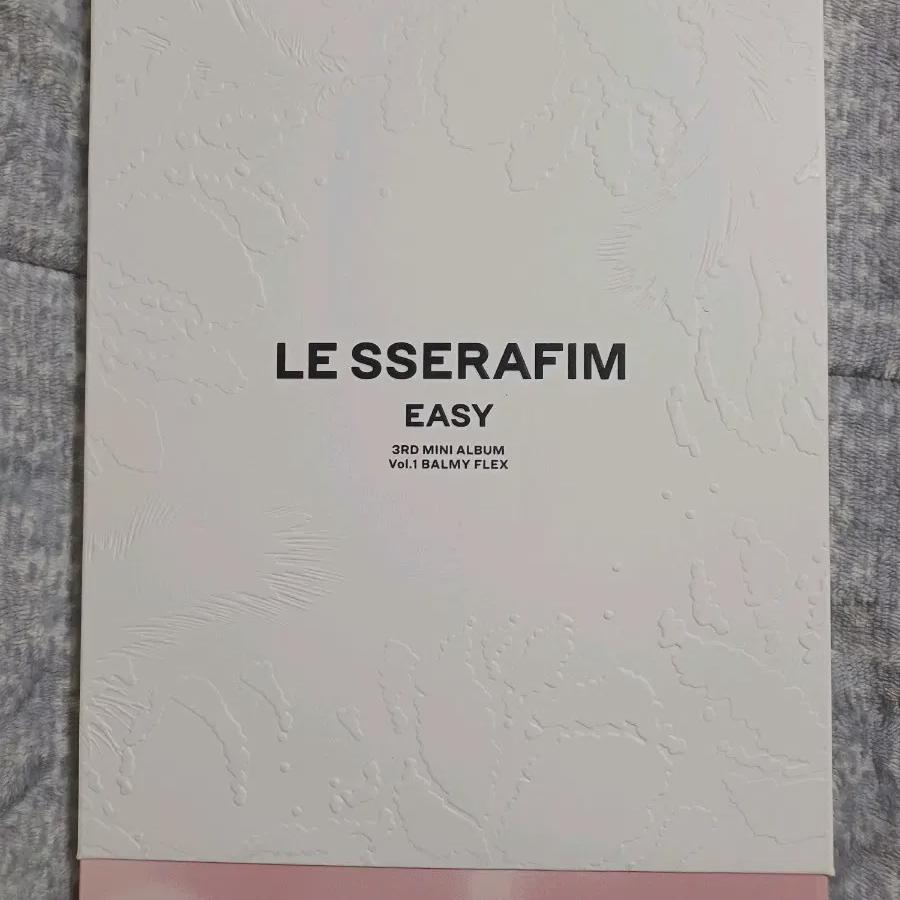 LE SSERAFIM
EASY
3RD MINI ALBUM
Vol.1 BALMY FLEX